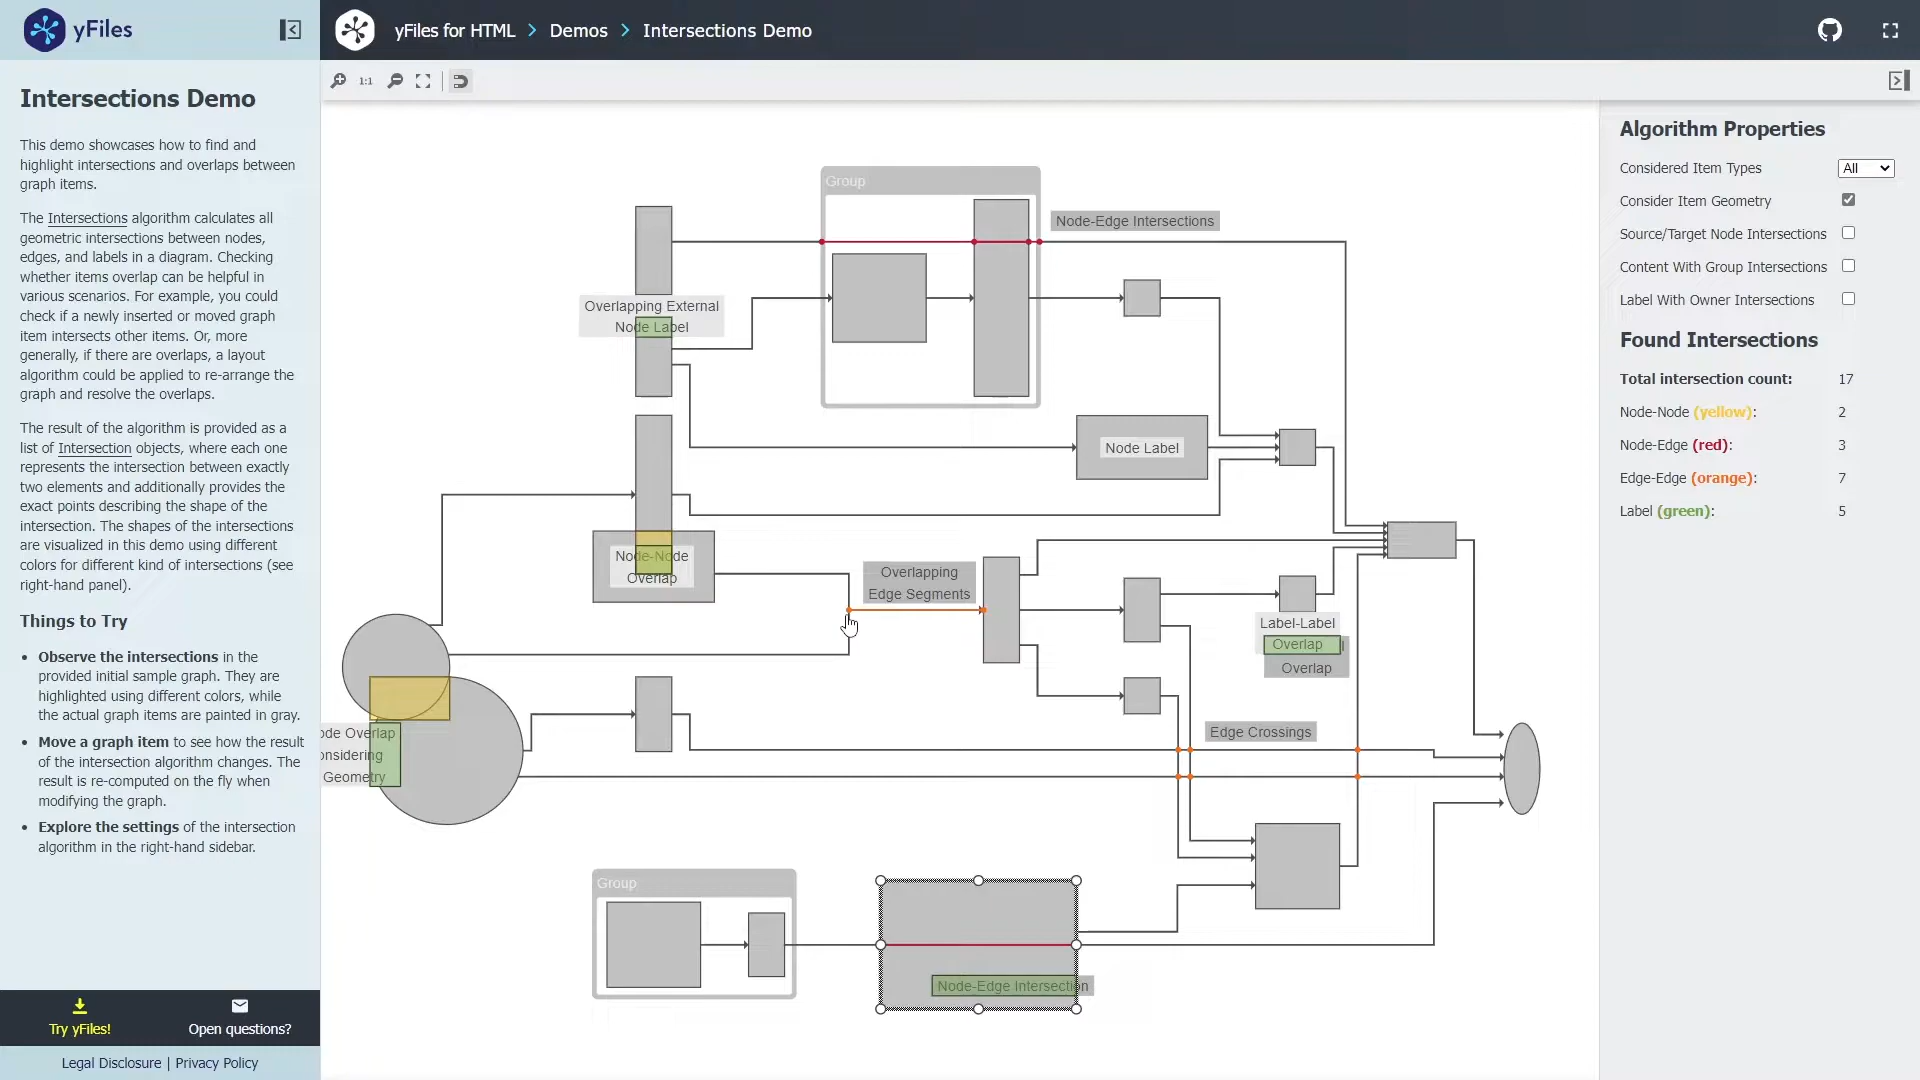 yFiles
yFiles for HTML
Demos
Intersections Demo
1:1
Intersections Demo
This demo showcases how to find and
highlight intersections and overlaps between
graph items.
The Intersections algorithm calculates all
geometric intersections between nodes,
edges, and labels in a diagram. Checking
whether items overlap can be helpful in
various scenarios. For example, you could
check if a newly inserted or moved graph
item intersects other items. Or, more
generally, if there are overlaps, a layout
algorithm could be applied to re-arrange the
graph and resolve the overlaps.
The result of the algorithm is provided as a
list of Intersection objects, where each one
represents the intersection between exactly
two elements and additionally provides the
exact points describing the shape of the
intersection. The shapes of the intersections
are visualized in this demo using different
colors for different kind of intersections (see
right-hand panel).
Things to Try
• Observe the intersections in the
provided initial sample graph. They are
highlighted using different colors, while
the actual graph items are painted in gray.
• Move a graph item to see how the result
of the intersection algorithm changes. The
result is re-computed on the fly when
modifying the graph.
• Explore the settings of the intersection
algorithm in the right-hand sidebar.
Try yFiles!
Open questions?
Legal Disclosure | Privacy Policy
Group
Node-Edge Intersections
Overlapping External
Node Label
Node Label
Node-Node
Overlap
Overlapping
Edge Segments
Label-Label
Overlap
Overlap
Edge Crossings
de Overlap
nsidering
Geometry
Group
Node-Edge Intersection
Algorithm Properties
Considered Item Types All
Consider Item Geometry
Source/Target Node Intersections
Content With Group Intersections
Label With Owner Intersections
Found Intersections
Total intersection count: 17
Node-Node (yellow): 2
Node-Edge (red): 3
Edge-Edge (orange): 7
Label (green): 5